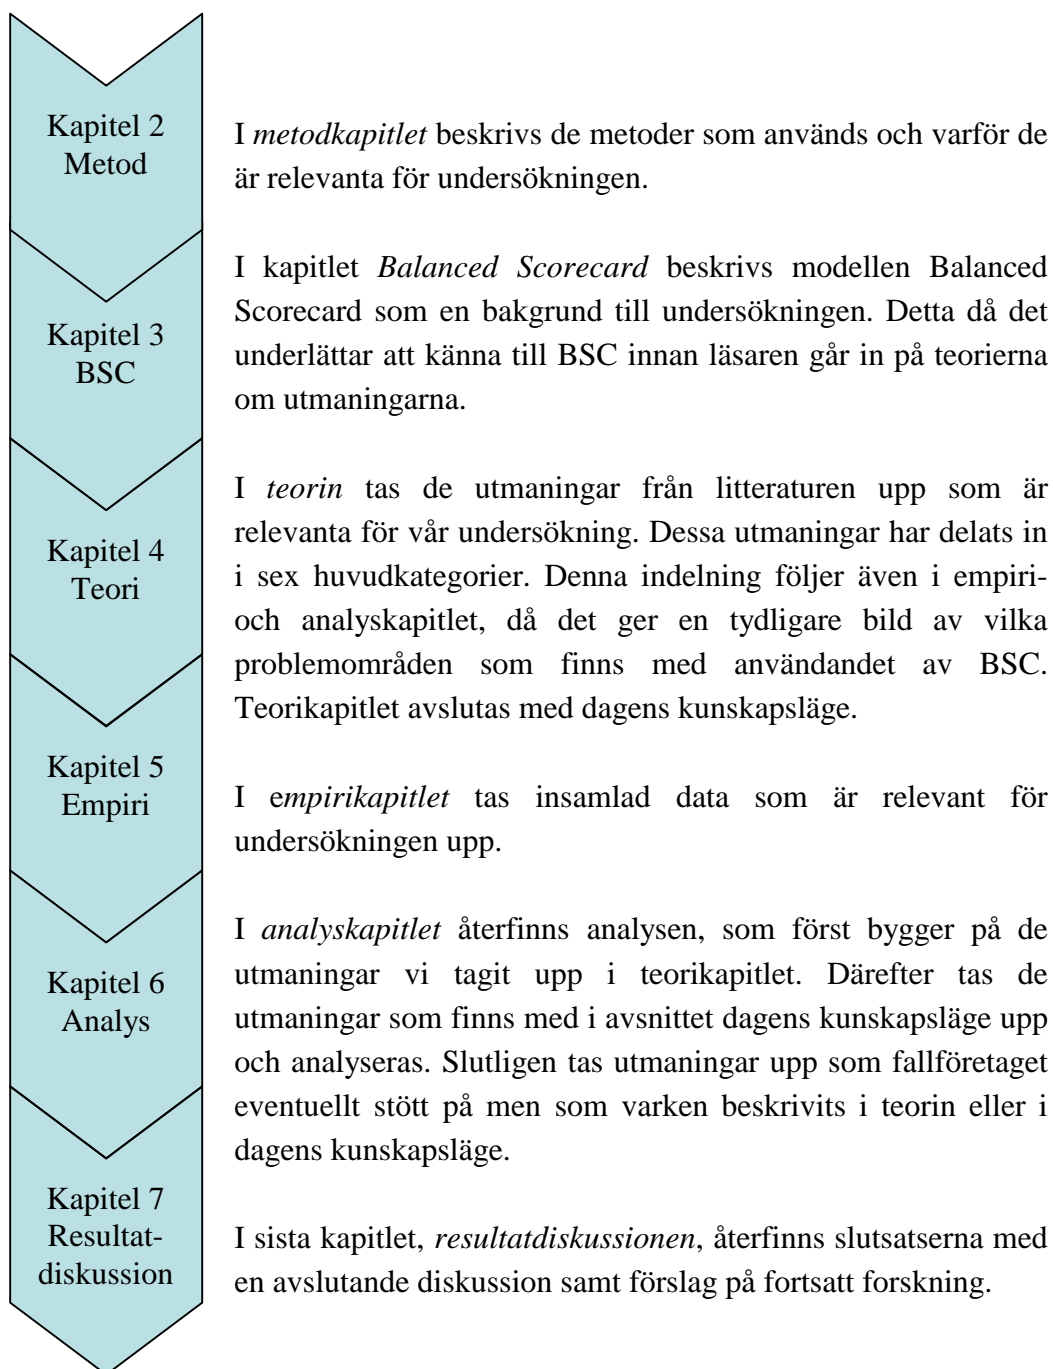 Kapitel 2
Metod
I metodkapitlet beskrivs de metoder som används och varför de
är relevanta för undersökningen.
Kapitel 3
BSC
I kapitlet Balanced Scorecard beskrivs modellen Balanced
Scorecard som en bakgrund till undersökningen. Detta då det
underlättar att känna till BSC innan läsaren går in på teorierna
om utmaningarna.
Kapitel 4
Teori
I teorin tas de utmaningar från litteraturen upp som är
relevanta för vår undersökning. Dessa utmaningar har delats in
i sex huvudkategorier. Denna indelning följer även i empiri-
och analyskapitlet, då det ger en tydligare bild av vilka
problemområden som finns med användandet av BSC.
Teorikapitlet avslutas med dagens kunskapsläge.
Kapitel 5
Empiri
I empirikapitlet tas insamlad data som är relevant för
undersökningen upp.
Kapitel 6
Analys
I analyskapitlet återfinns analysen, som först bygger på de
utmaningar vi tagit upp i teorikapitlet. Därefter tas de
utmaningar som finns med i avsnittet dagens kunskapsläge upp
och analyseras. Slutligen tas utmaningar upp som fallföretaget
eventuellt stött på men som varken beskrivits i teorin eller i
dagens kunskapsläge.
Kapitel 7
Resultat-
diskussion
I sista kapitlet, resultatdiskussionen, återfinns slutsatserna med
en avslutande diskussion samt förslag på fortsatt forskning.